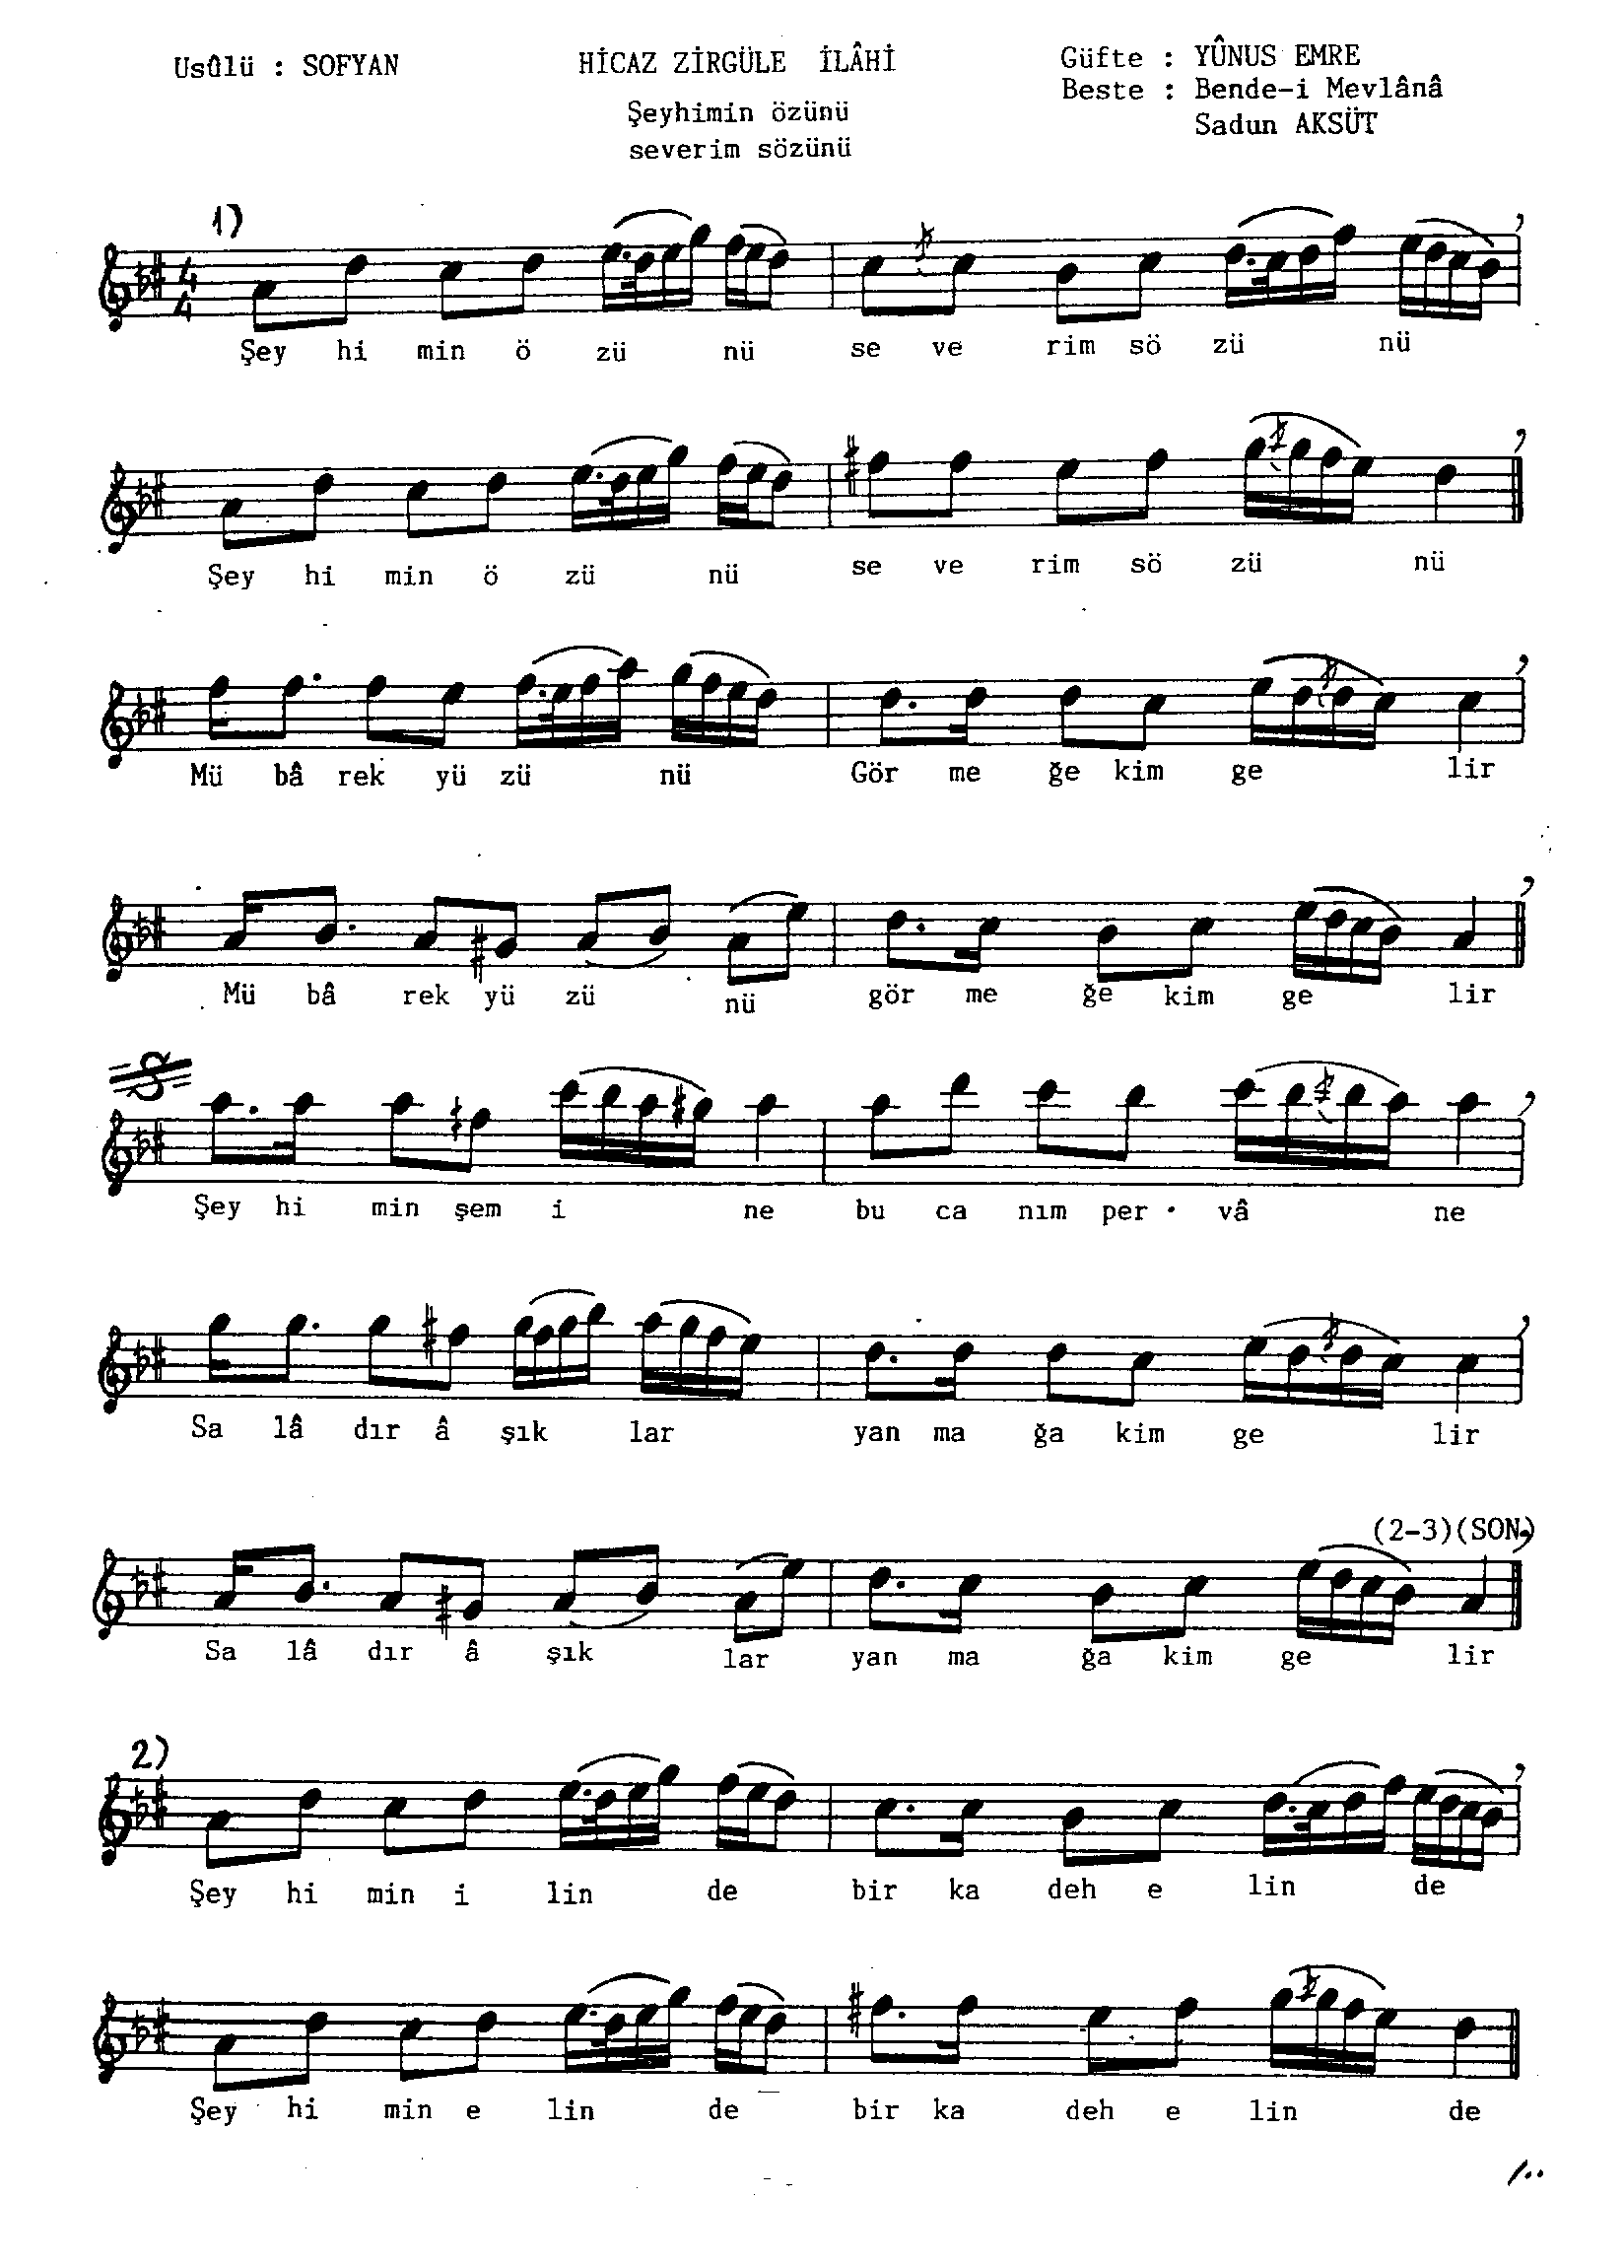 Usûlü : SOFYAN
HİCAZ ZİRGÜLE İLÂHİ
Şeyhimin özünü
severim sözünü
Güfte : YÛNUS EMRE
Beste : Bende-i Mevlânâ
Sadun AKSÜT
1)
4
4
Şey hi min ö zü nü se ve rim sö zü nü
Şey hi min ö zü nü se ve rim sö zü nü
Mü bâ rek yü zü nü Gör me ğe kim ge lir
Mü bâ rek yü zü nü gör me ğe kim ge lir
Şey hi min şem i ne bu ca nım per vâ ne
Sa lâ dır â şık lar yan ma ğa kim ge lir
(2-3)(SON)
Sa lâ dır â şık lar yan ma ğa kim ge lir
2)
Şey hi min i lin de bir ka deh e lin de
Şey hi min e lin de bir ka deh e lin de